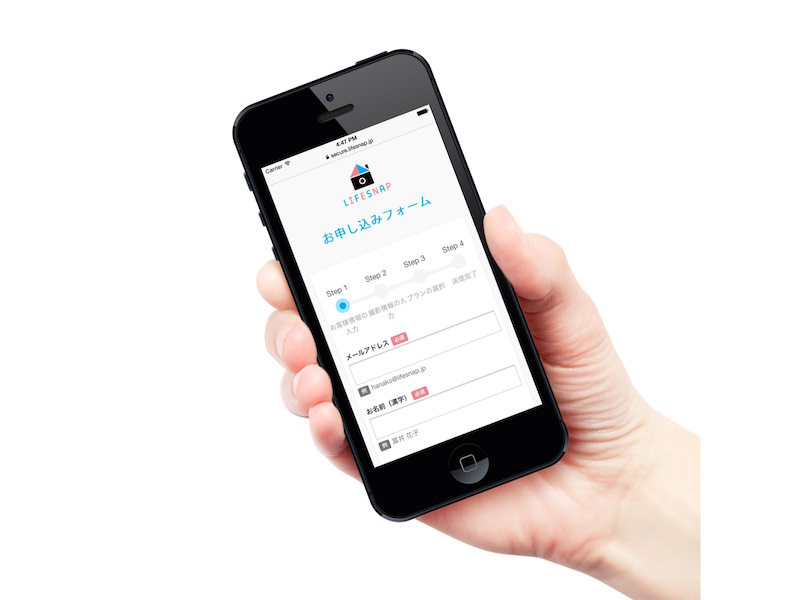 Carrier 4:47 PM
secure.lifesnap.jp
LIFESNAP
お申し込みフォーム
Step 1 Step 2 Step 3 Step 4
お客様情報の入力 撮影情報の入力 プランの選択 送信完了
メールアドレス 必須
例 hanako@lifesnap.jp
お名前（漢字） 必須
例 富井 花子